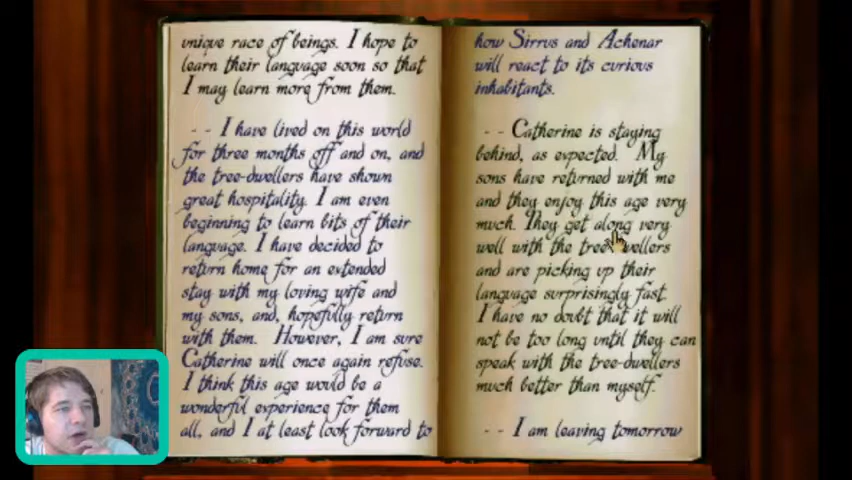 unique race of beings. I hope to
learn their language soon so that
I may learn more from them.
-- I have lived on this world
for three months off and on, and
the tree-dwellers have shown
great hospitality. I am even
beginning to learn bits of their
language. I have decided to
return home for an extended
stay with my loving wife and
my sons, and, hopefully return
with them. However, I am sure
Catherine will once again refuse.
I think this age would be a
wonderful experience for them
all, and I at least look forward to
how Sirrus and Achenar
will react to its curious
inhabitants.
-- Catherine is staying
behind, as expected. My
sons have returned with me
and they enjoy this age very
much. They get along very
well with the tree-dwellers
and are picking up their
language surprisingly fast.
I have no doubt that it will
not be too long until they can
speak with the tree-dwellers
much better than myself.
-- I am leaving tomorrow